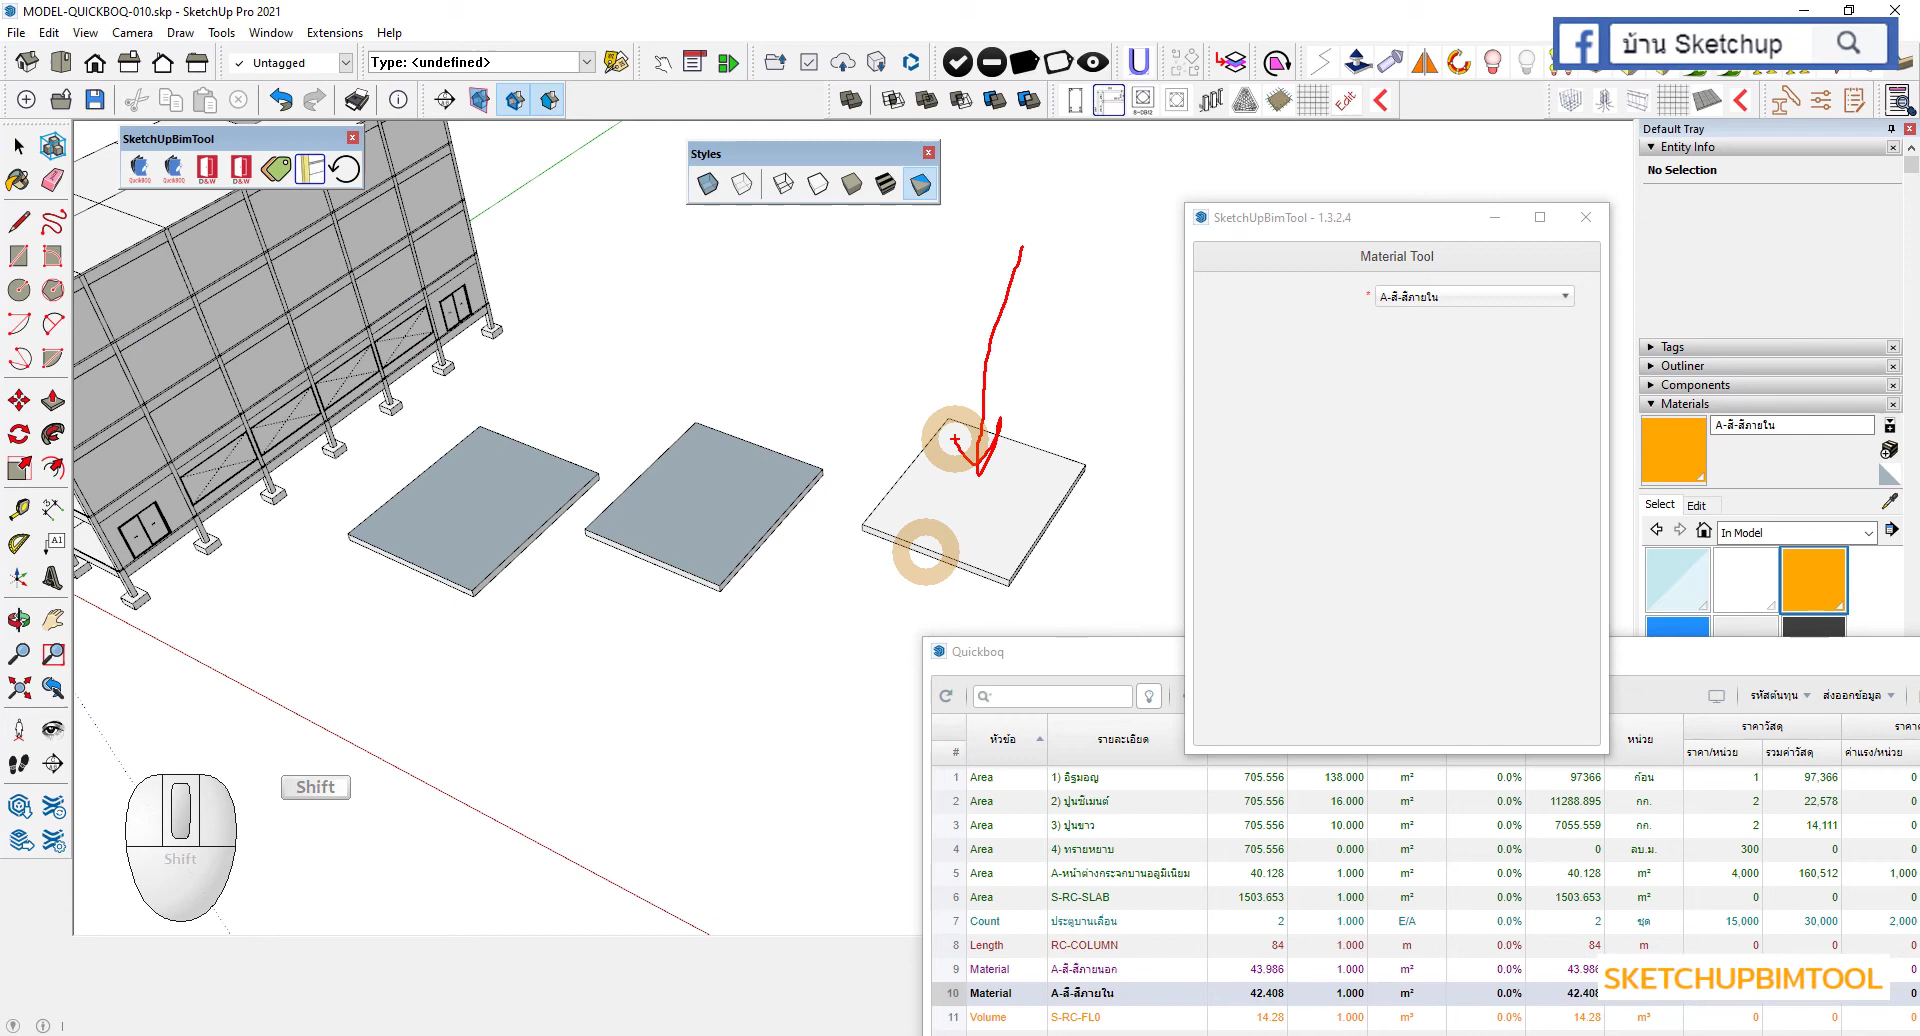 MODEL-QUICKBOQ-010.skp - SketchUp Pro 2021
File Edit View Camera Draw Tools Window Extensions Help
Untagged
Type: <undefined>
บ้าน Sketchup
Edit
SketchUpBimTool
QuickBOQ QuickBOQ D&W D&W
Styles
Default Tray
Entity Info
No Selection
SketchUpBimTool - 1.3.2.4
Material Tool
* A-สี-สีภายใน
Tags
Outliner
Components
Materials
A-สี-สีภายใน
Select Edit
In Model
Quickboq
รหัสต้นทุน ส่งออกข้อมูล
# หัวข้อ รายละเอียด หน่วย ราคาวัสดุ
ราคา/หน่วย รวมค่าวัสดุ ค่าแรง/หน่วย
1 Area 1) อิฐมอญ 705.556 138.000 m² 0.0% 97366 ก้อน 1 97,366 0
2 Area 2) ปูนซีเมนต์ 705.556 16.000 m² 0.0% 11288.895 กก. 2 22,578 0
3 Area 3) ปูนขาว 705.556 10.000 m² 0.0% 7055.559 กก. 2 14,111 0
4 Area 4) ทรายหยาบ 705.556 0.000 m² 0.0% 0 ลบ.ม. 300 0 0
5 Area A-หน้าต่างกระจกบานอลูมิเนียม 40.128 1.000 m² 0.0% 40.128 m² 4,000 160,512 1,000
6 Area S-RC-SLAB 1503.653 1.000 m² 0.0% 1503.653 m² 0 0 0
7 Count ประตูบานเลื่อน 2 1.000 E/A 0.0% 2 ชุด 15,000 30,000 2,000
8 Length RC-COLUMN 84 1.000 m 0.0% 84 m 0 0 0
9 Material A-สี-สีภายนอก 43.986 1.000 m² 0.0% 43.986
10 Material A-สี-สีภายใน 42.408 1.000 m² 0.0% 42.408 0
11 Volume S-RC-FL0 14.28 1.000 m³ 0.0% 14.28 m³ 0 0 0
SKETCHUPBIMTOOL
Shift
Shift